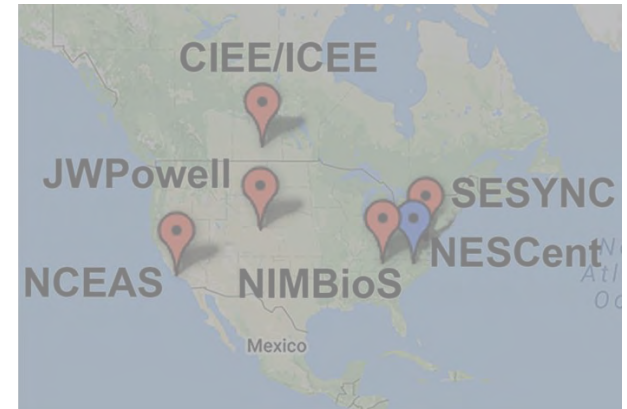 CIEE/ICEE
JWPowell
SESYNC
NESCent
NCEAS
NIMBioS
Mexico